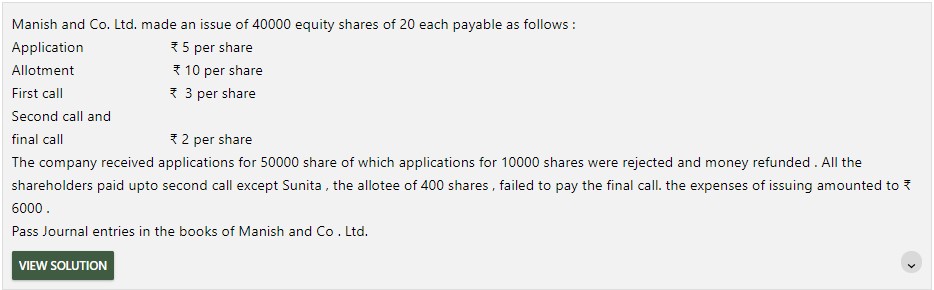 Manish and Co. Ltd. made an issue of 40000 equity shares of 20 each payable as follows :
Application ₹ 5 per share
Allotment ₹ 10 per share
First call ₹ 3 per share
Second call and
final call ₹ 2 per share
The company received applications for 50000 share of which applications for 10000 shares were rejected and money refunded . All the
shareholders paid upto second call except Sunita , the allotee of 400 shares , failed to pay the final call. the expenses of issuing amounted to ₹
6000 .
Pass Journal entries in the books of Manish and Co . Ltd.
VIEW SOLUTION